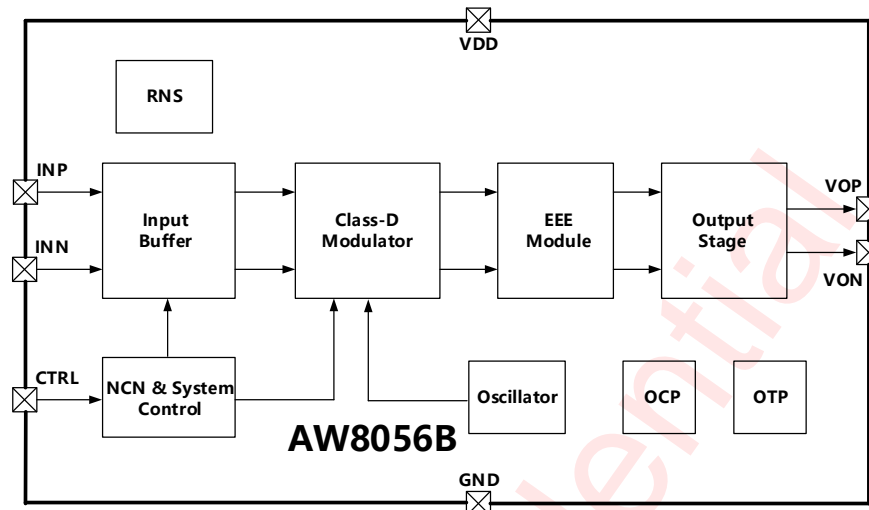 VDD
RNS
INP
INN
Input
Buffer
Class-D
Modulator
EEE
Module
Output
Stage
VOP
VON
CTRL
NCN & System
Control
Oscillator
OCP
OTP
AW8056B
GND
dential